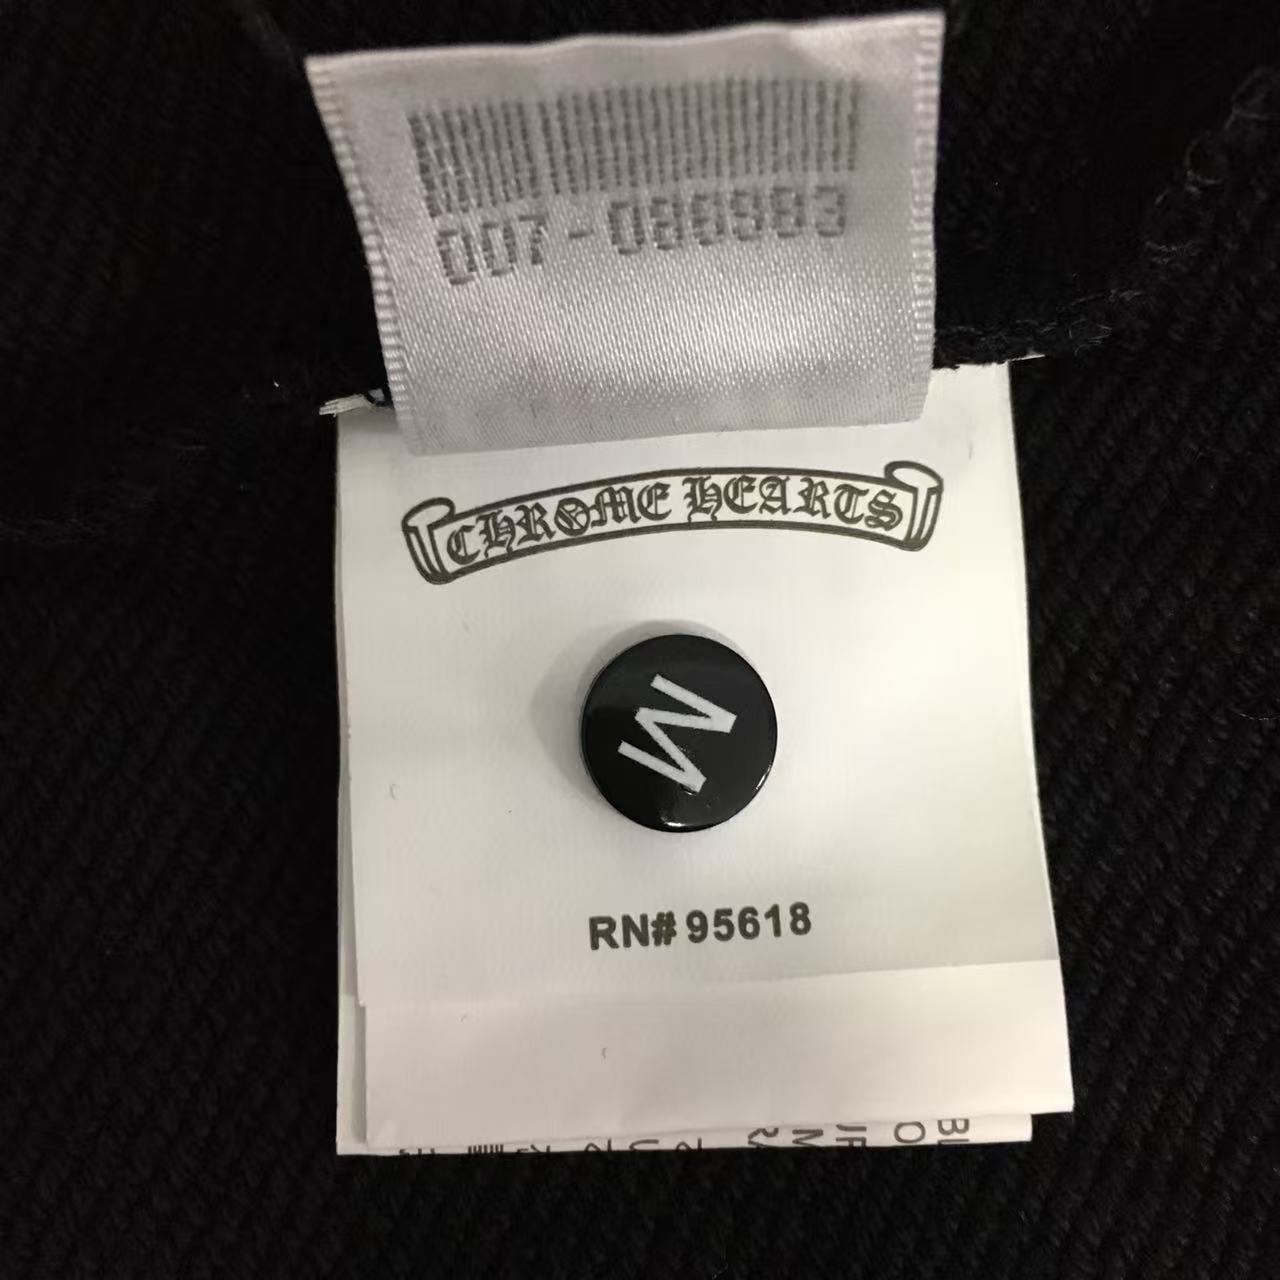 007-086983
CHROME HEARTS
M
RN# 95618